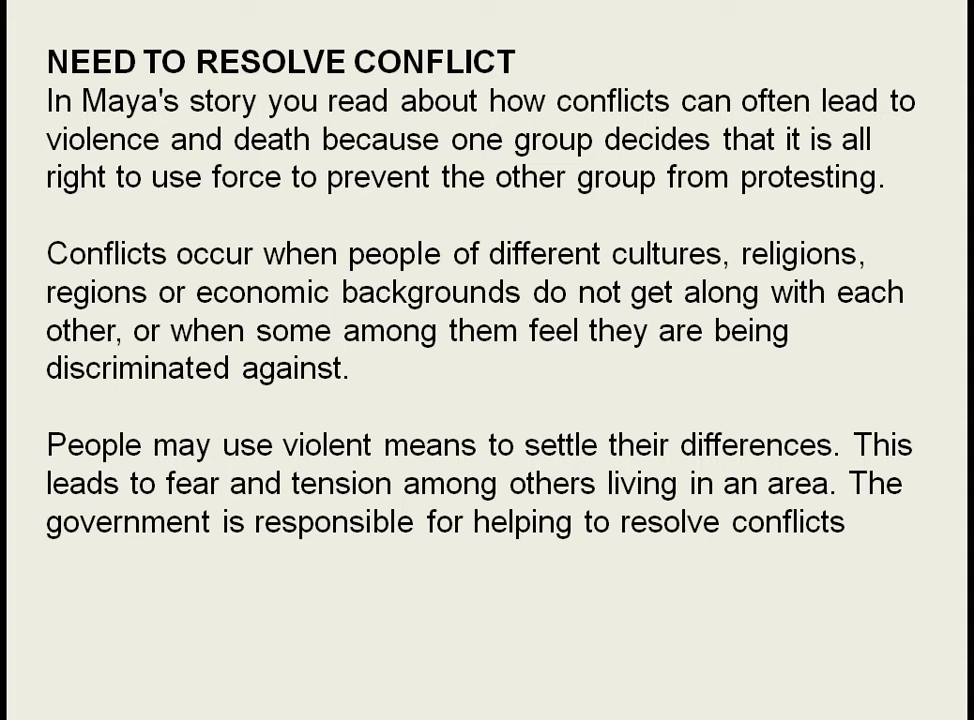 NEED TO RESOLVE CONFLICT
In Maya's story you read about how conflicts can often lead to
violence and death because one group decides that it is all
right to use force to prevent the other group from protesting.
Conflicts occur when people of different cultures, religions,
regions or economic backgrounds do not get along with each
other, or when some among them feel they are being
discriminated against.
People may use violent means to settle their differences. This
leads to fear and tension among others living in an area. The
government is responsible for helping to resolve conflicts